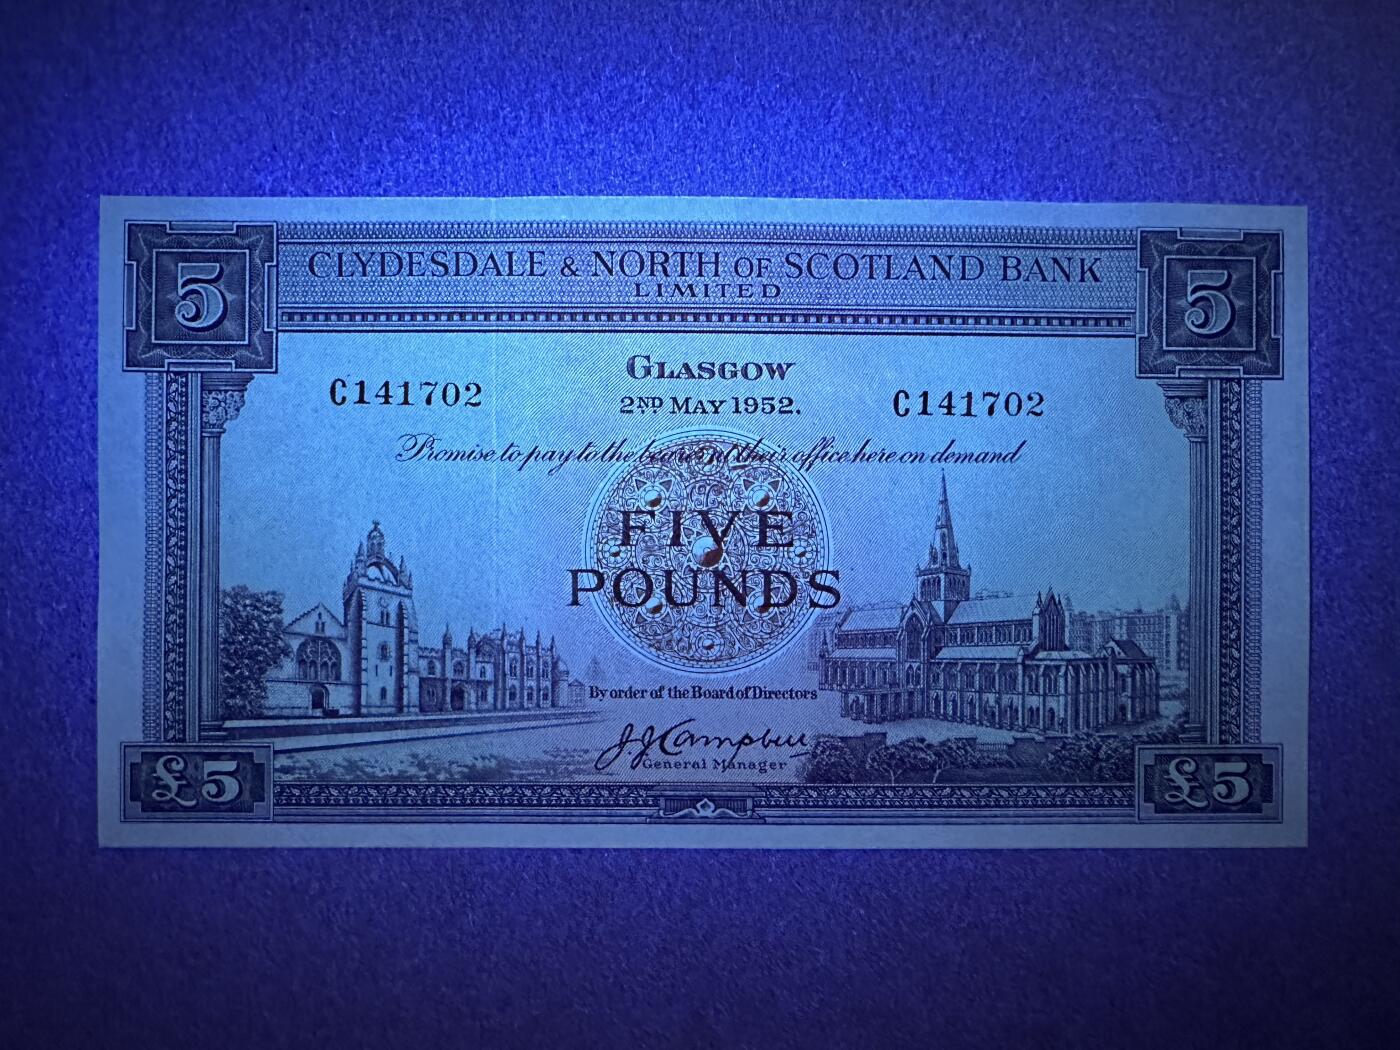 5
CLYDESDALE & NORTH OF SCOTLAND BANK
LIMITED
5
GLASGOW
C141702
2ND MAY 1952.
C141702
Promise to pay to the bearer at their office here on demand
FIVE
POUNDS
By order of the Board of Directors
J.J. Campbell
General Manager
£5
£5